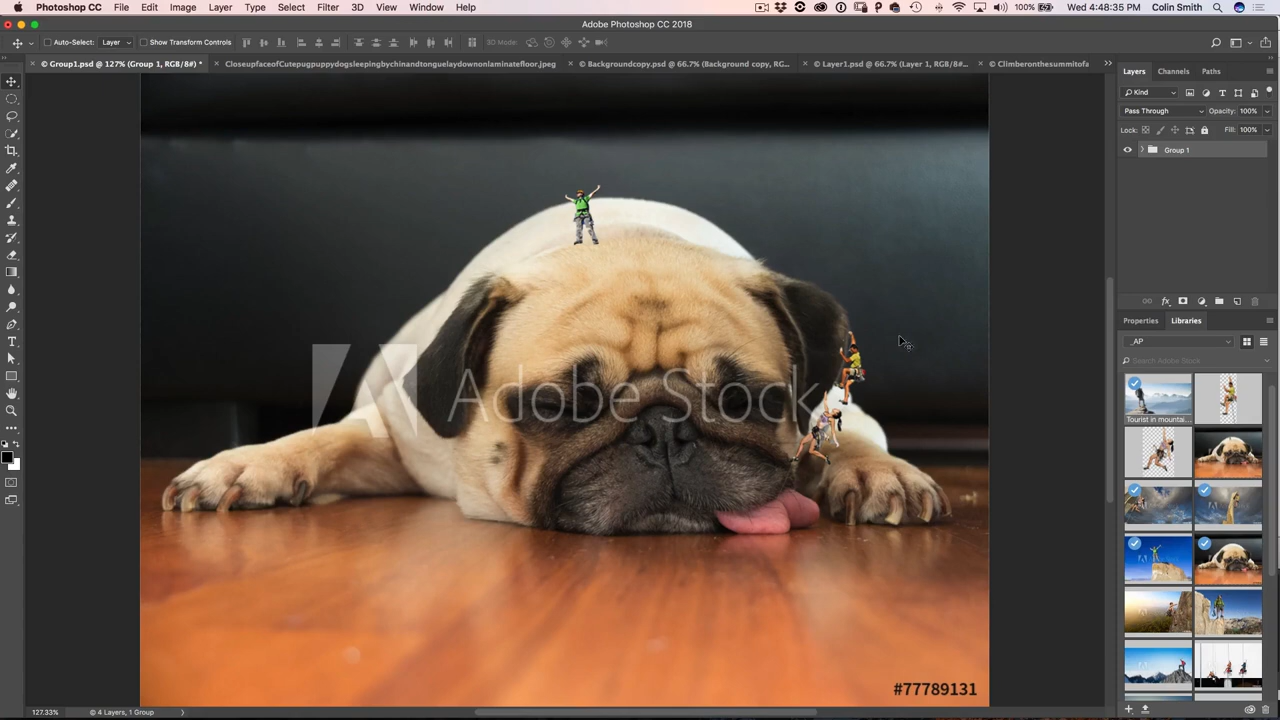 Photoshop CC File Edit Image Layer Type Select Filter 3D View Window Help 100% Wed 4:48:35 PM Colin Smith
Adobe Photoshop CC 2018
Auto-Select: Layer Show Transform Controls 3D Mode:
× © Group1.psd @ 127% (Group 1, RGB/8#) * × CloseupfaceofCutepugpuppydogsleepingbychinandtonguelaydownonlaminatefloor.jpeg × © Backgroundcopy.psd @ 66.7% (Background copy, RG... × © Layer1.psd @ 66.7% (Layer 1, RGB/8#... × © Climberonthesummitofa »
Layers Channels Paths
Kind
Pass Through Opacity: 100%
Lock: Fill: 100%
Group 1
Properties Libraries
_AP
Search Adobe Stock
Tourist in mountai...
Adobe Stock
#77789131
127.33% © 4 Layers, 1 Group